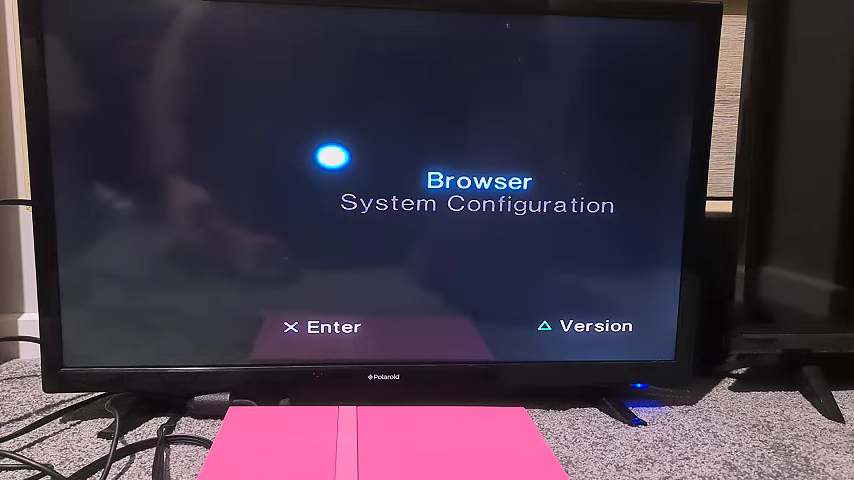 Browser
System Configuration
Enter
Version
Polaroid